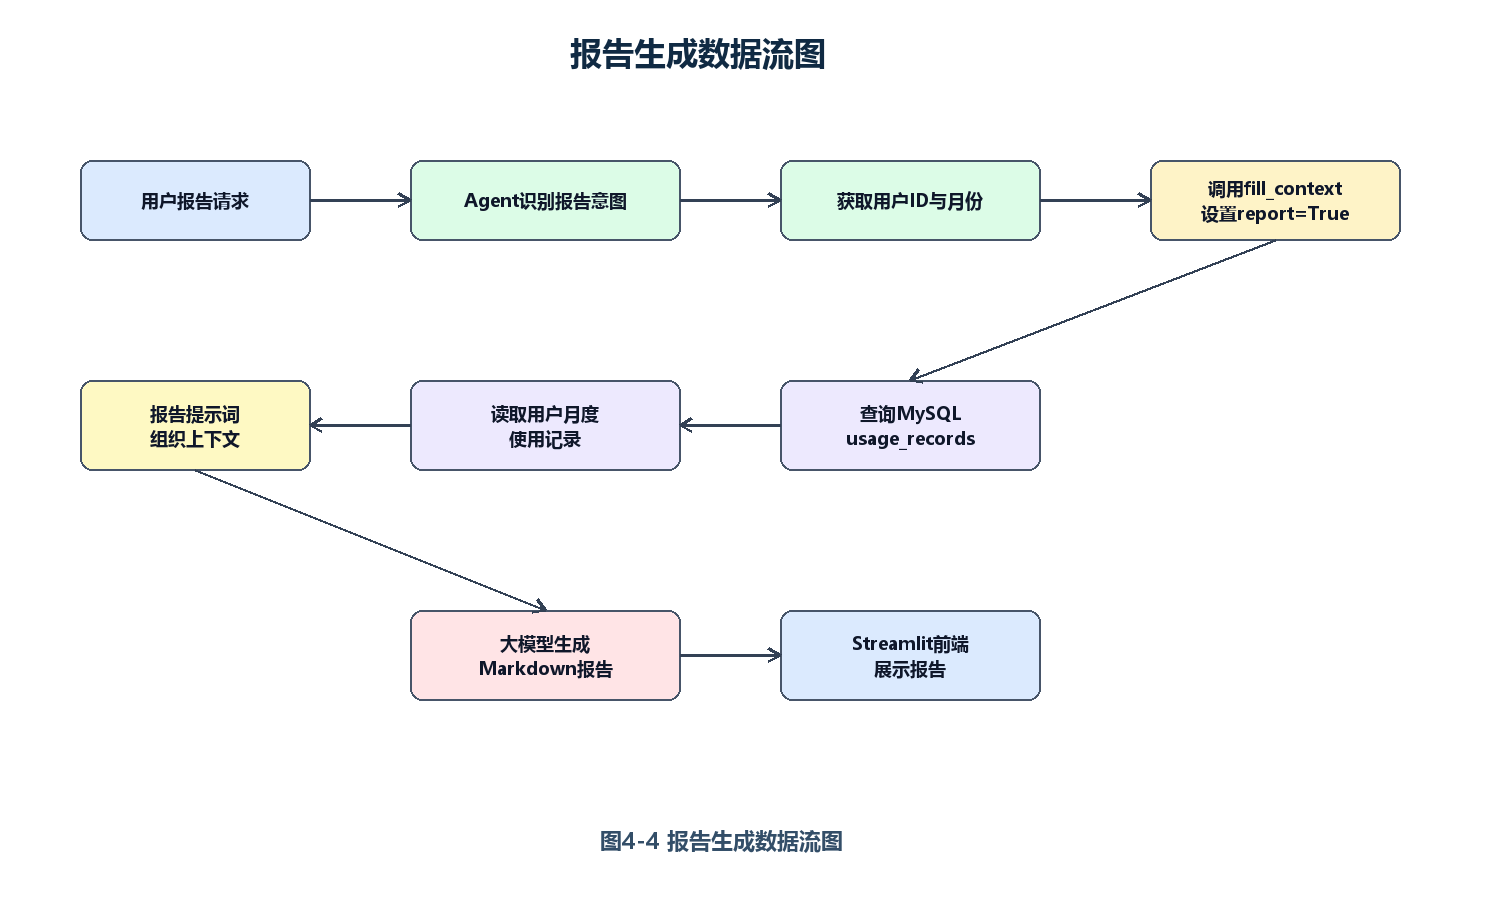 报告生成数据流图
用户报告请求
Agent识别报告意图
获取用户ID与月份
调用fill_context
设置report=True
查询MySQL
usage_records
读取用户月度
使用记录
报告提示词
组织上下文
大模型生成
Markdown报告
Streamlit前端
展示报告
图4-4 报告生成数据流图